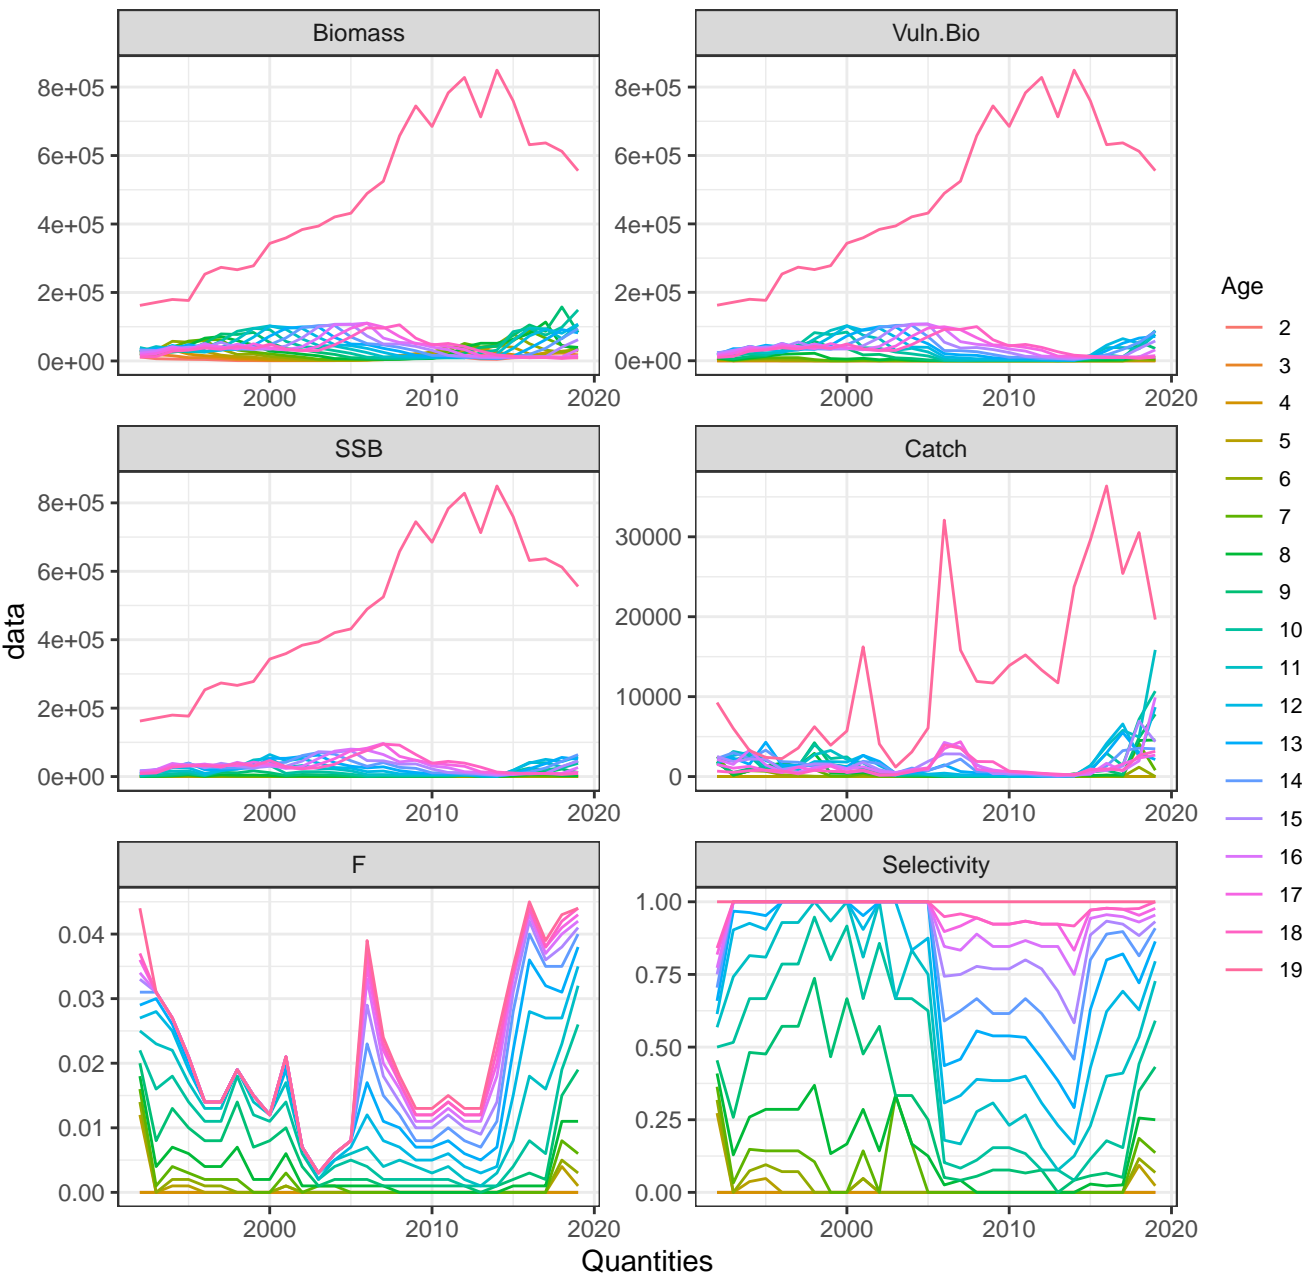 Biomass
Vuln.Bio
8e+05
6e+05
4e+05
2e+05
0e+00
2000
2010
2020
8e+05
6e+05
4e+05
2e+05
0e+00
2000
2010
2020
SSB
Catch
8e+05
6e+05
4e+05
2e+05
0e+00
2000
2010
2020
30000
20000
10000
0
2000
2010
2020
F
Selectivity
0.04
0.03
0.02
0.01
0.00
2000
2010
2020
1.00
0.75
0.50
0.25
0.00
2000
2010
2020
data
Quantities
Age
2
3
4
5
6
7
8
9
10
11
12
13
14
15
16
17
18
19